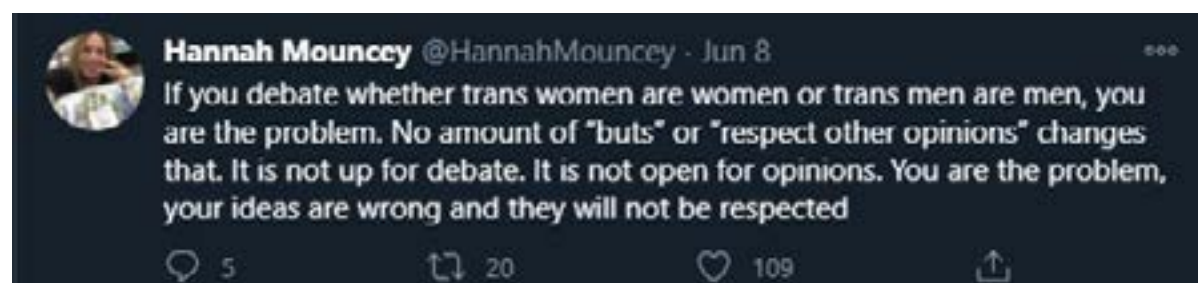 Hannah Mouncey @HannahMouncey · Jun 8
If you debate whether trans women are women or trans men are men, you
are the problem. No amount of "buts" or "respect other opinions" changes
that. It is not up for debate. It is not open for opinions. You are the problem,
your ideas are wrong and they will not be respected
5 20 109